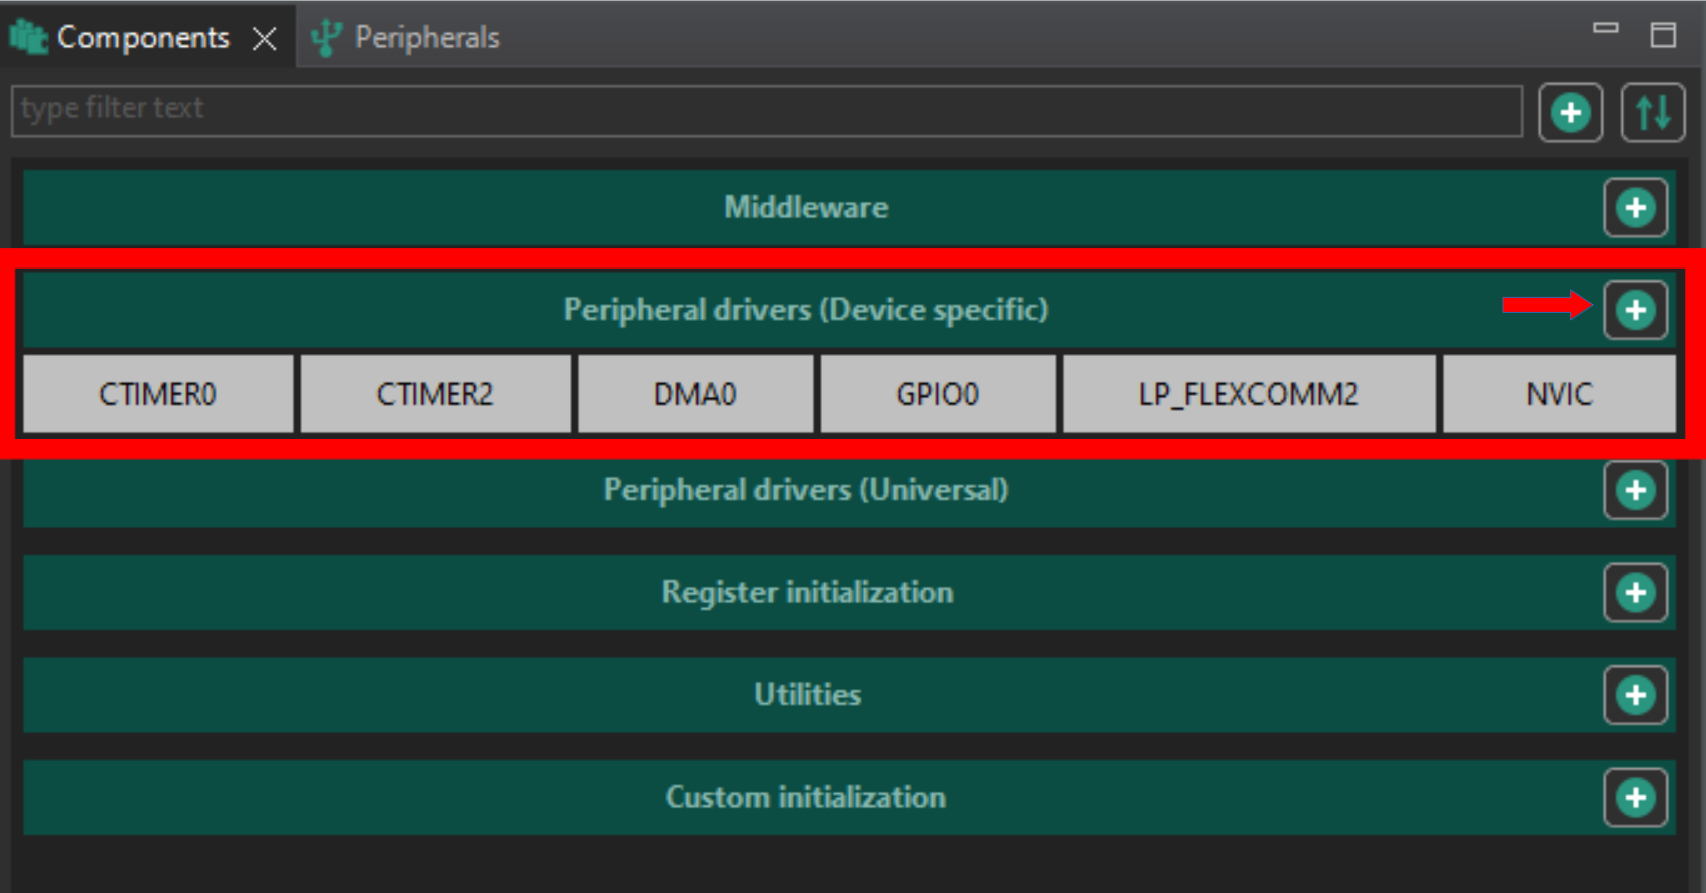 Components
Peripherals
type filter text
Middleware
Peripheral drivers (Device specific)
CTIMER0 CTIMER2 DMA0 GPIO0 LP_FLEXCOMM2 NVIC
Peripheral drivers (Universal)
Register initialization
Utilities
Custom initialization